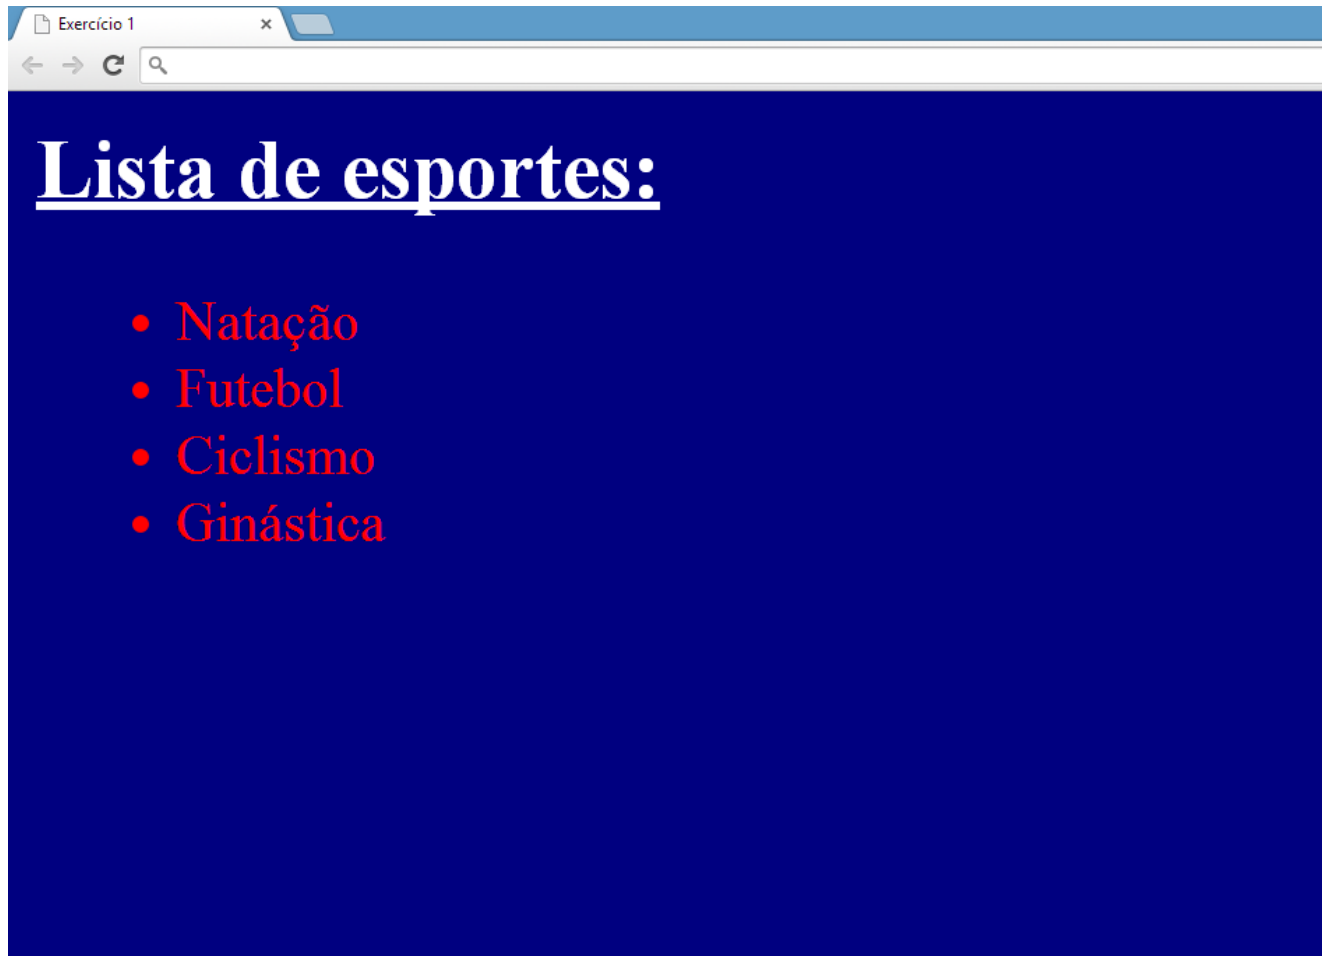 Exercício 1
Lista de esportes:
Natação
Futebol
Ciclismo
Ginástica